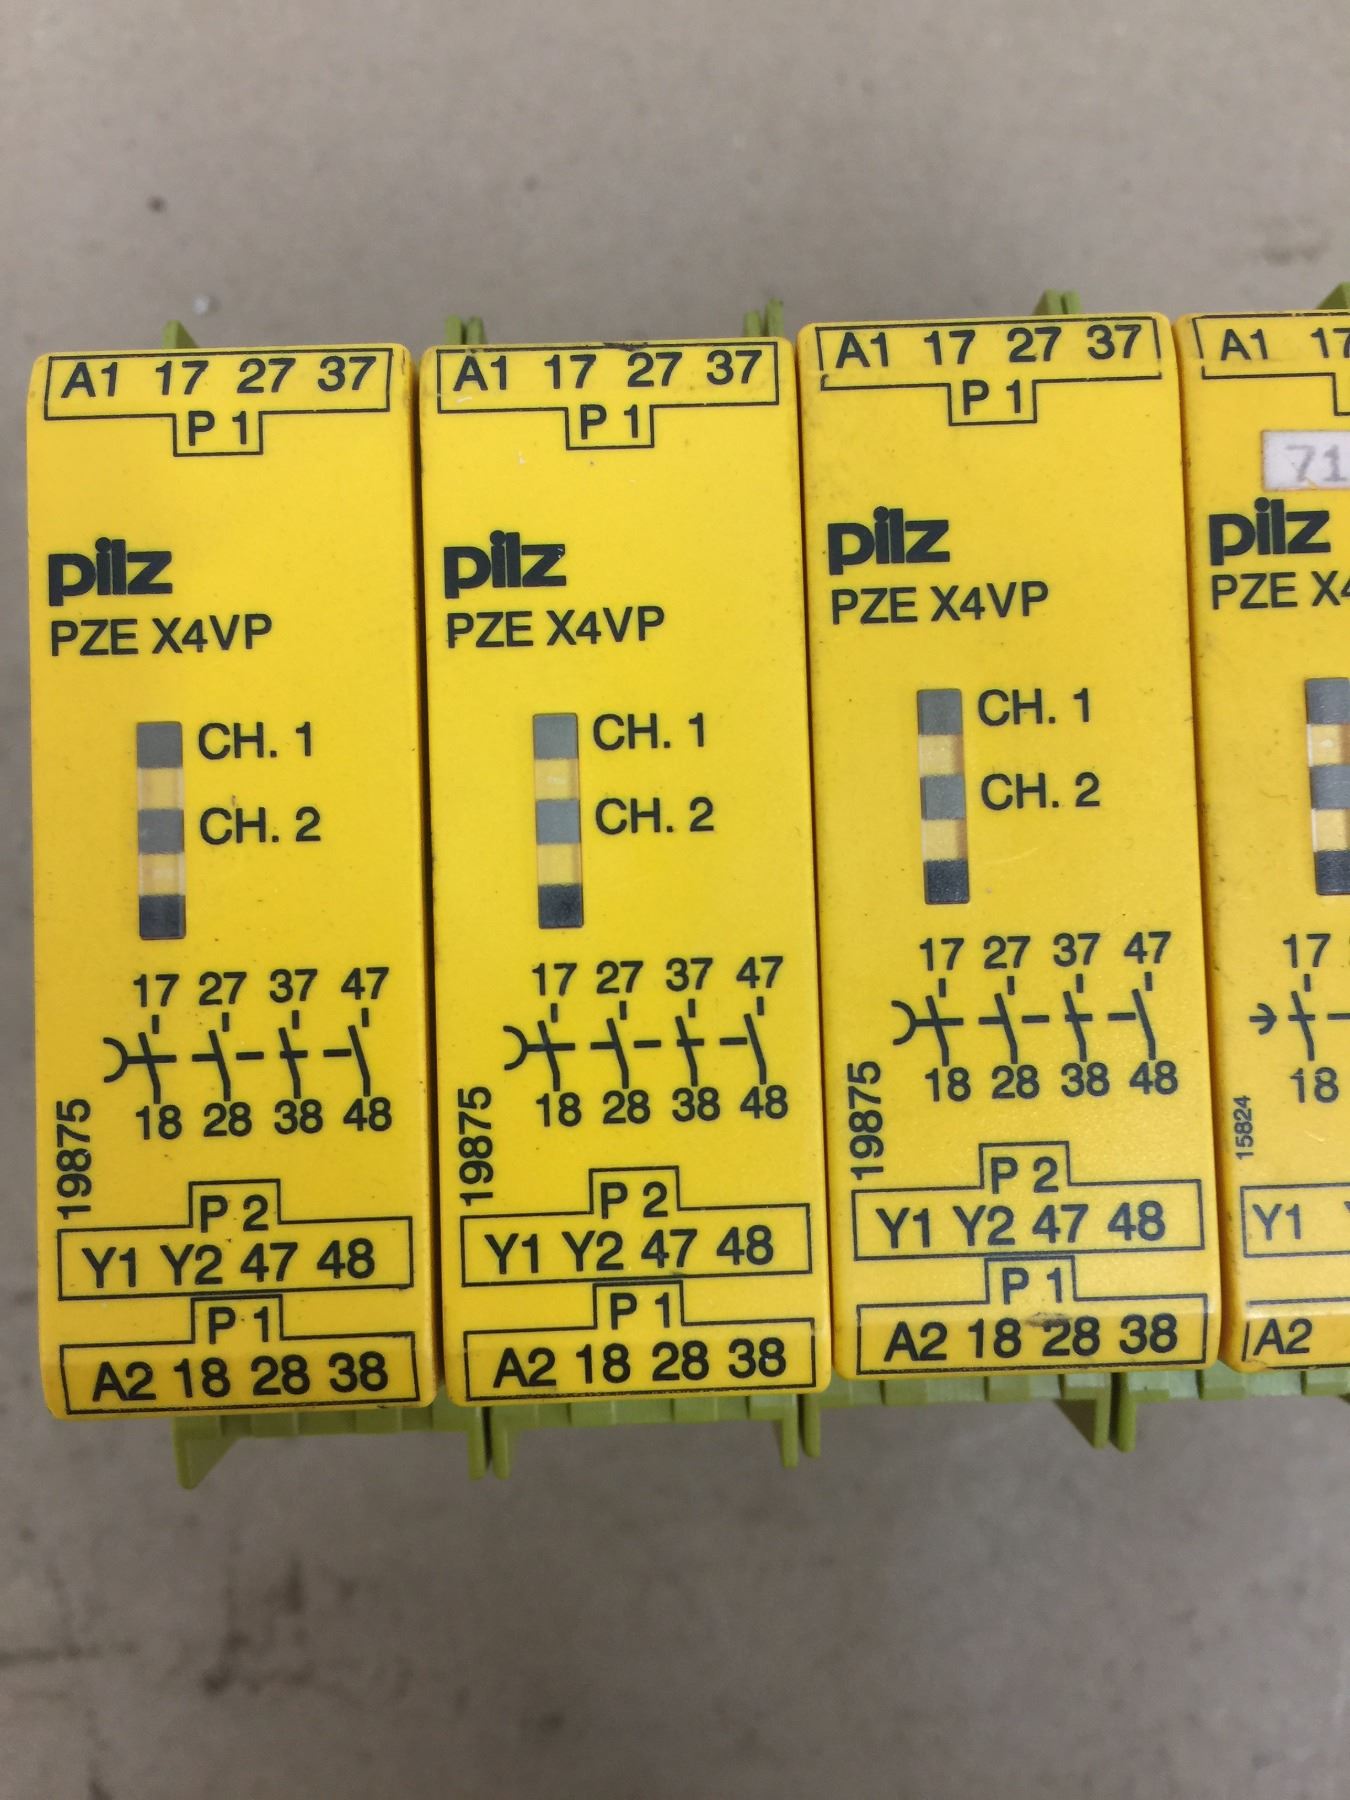 A1 17 27 37
P 1
pilz
PZE X4VP
CH. 1
CH. 2
17 27 37 47
18 28 38 48
19875
P 2
Y1 Y2 47 48
P 1
A2 18 28 38
A1 17 27 37
P 1
pilz
PZE X4VP
CH. 1
CH. 2
17 27 37 47
18 28 38 48
19875
P 2
Y1 Y2 47 48
P 1
A2 18 28 38
A1 17 27 37
P 1
pilz
PZE X4VP
CH. 1
CH. 2
17 27 37 47
18 28 38 48
19875
P 2
Y1 Y2 47 48
P 1
A2 18 28 38
A1 17
71
pilz
PZE
17
18
15824
Y1
A2